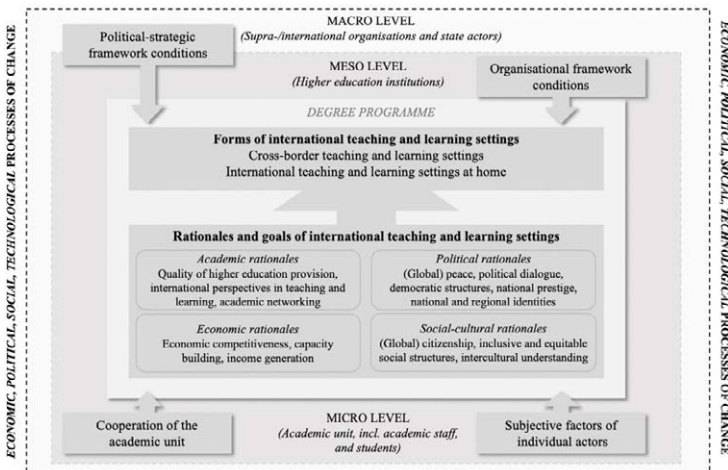 MACRO LEVEL
(Supra-/international organisations and state actors)
Political-strategic
framework conditions
MESO LEVEL
(Higher education institutions)
Organisational framework
conditions
DEGREE PROGRAMME
Forms of international teaching and learning settings
Cross-border teaching and learning settings
International teaching and learning settings at home
Rationales and goals of international teaching and learning settings
Academic rationales
Quality of higher education provision,
international perspectives in teaching and
learning, academic networking
Political rationales
(Global) peace, political dialogue,
democratic structures, national prestige,
national and regional identities
Economic rationales
Economic competitiveness, capacity
building, income generation
Social-cultural rationales
(Global) citizenship, inclusive and equitable
social structures, intercultural understanding
Cooperation of the
academic unit
MICRO LEVEL
(Academic unit, incl. academic staff,
and students)
Subjective factors of
individual actors
ECONOMIC, POLITICAL, SOCIAL, TECHNOLOGICAL PROCESSES OF CHANGE
ECONOMIC, POLITICAL, SOCIAL, TECHNOLOGICAL PROCESSES OF CHANGE